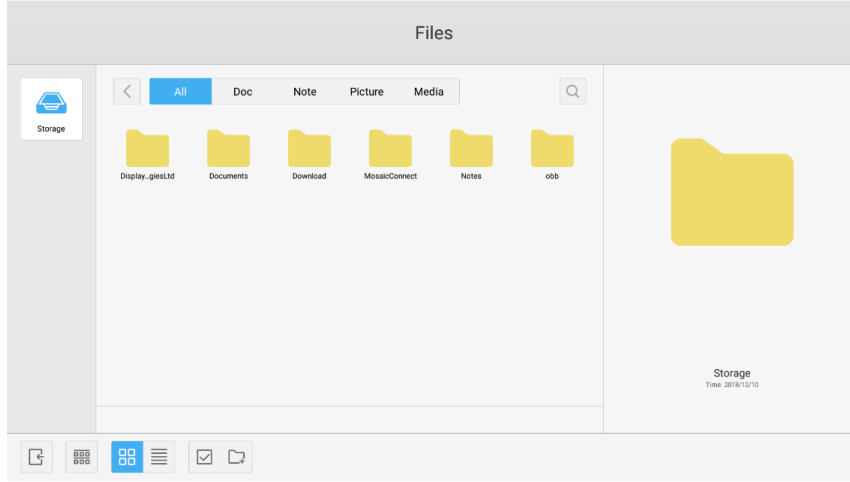 Files
Storage
All Doc Note Picture Media
Display...giesLtd Documents Download MosaicConnect Notes obb
Storage
Time: 2018/12/10